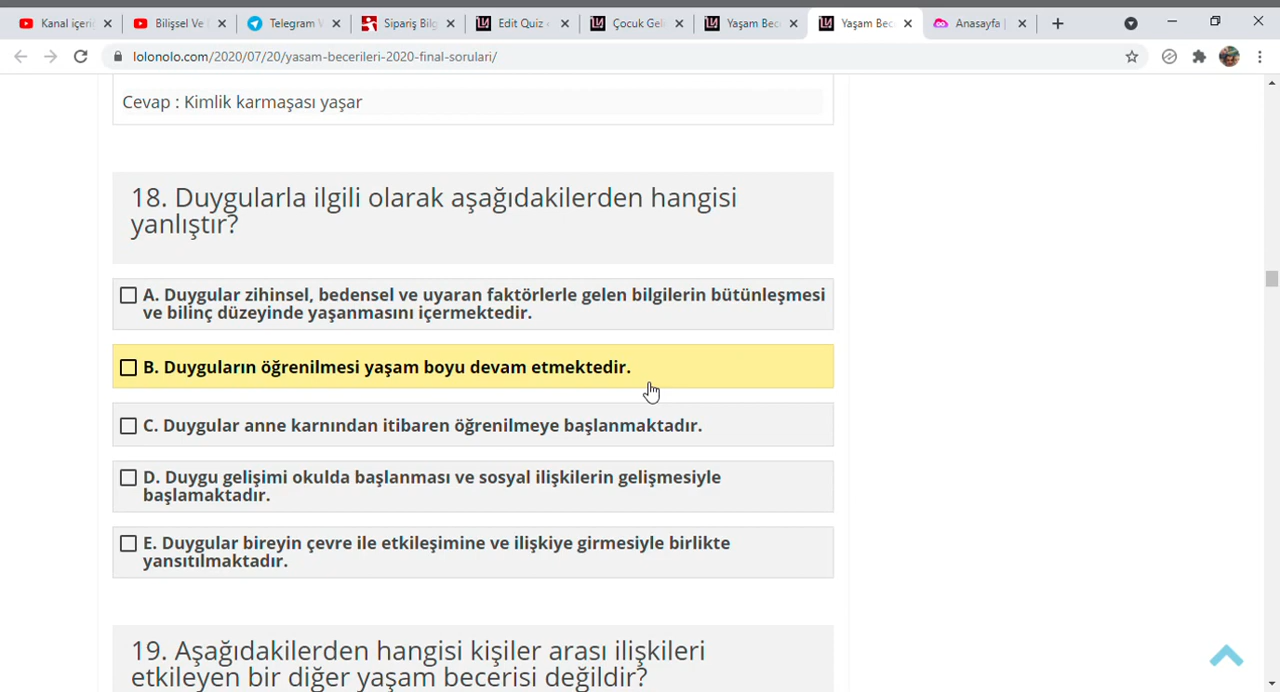 Kanal içeriğ
Bilişsel Ve
Telegram
Sipariş Bilg
Edit Quiz
Çocuk Geli
Yaşam Bec
Yaşam Bec
Anasayfa |
lolonolo.com/2020/07/20/yasam-becerileri-2020-final-sorulari/
Cevap : Kimlik karmaşası yaşar
18. Duygularla ilgili olarak aşağıdakilerden hangisi
yanlıştır?
A. Duygular zihinsel, bedensel ve uyaran faktörlerle gelen bilgilerin bütünleşmesi
ve bilinç düzeyinde yaşanmasını içermektedir.
B. Duyguların öğrenilmesi yaşam boyu devam etmektedir.
C. Duygular anne karnından itibaren öğrenilmeye başlanmaktadır.
D. Duygu gelişimi okulda başlanması ve sosyal ilişkilerin gelişmesiyle
başlamaktadır.
E. Duygular bireyin çevre ile etkileşimine ve ilişkiye girmesiyle birlikte
yansıtılmaktadır.
19. Aşağıdakilerden hangisi kişiler arası ilişkileri
etkileyen bir diğer yaşam becerisi değildir?